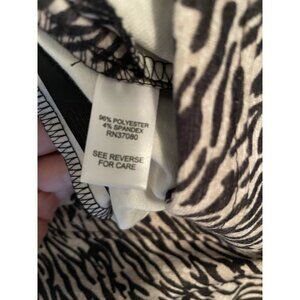 96% POLYESTER
4% SPANDEX
RN37080
SEE REVERSE
FOR CARE